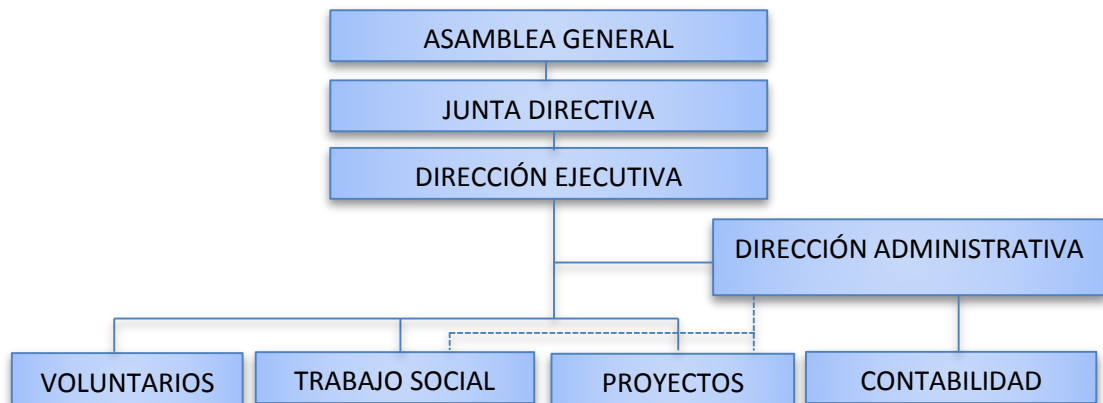 ASAMBLEA GENERAL
JUNTA DIRECTIVA
DIRECCIÓN EJECUTIVA
DIRECCIÓN ADMINISTRATIVA
VOLUNTARIOS
TRABAJO SOCIAL
PROYECTOS
CONTABILIDAD